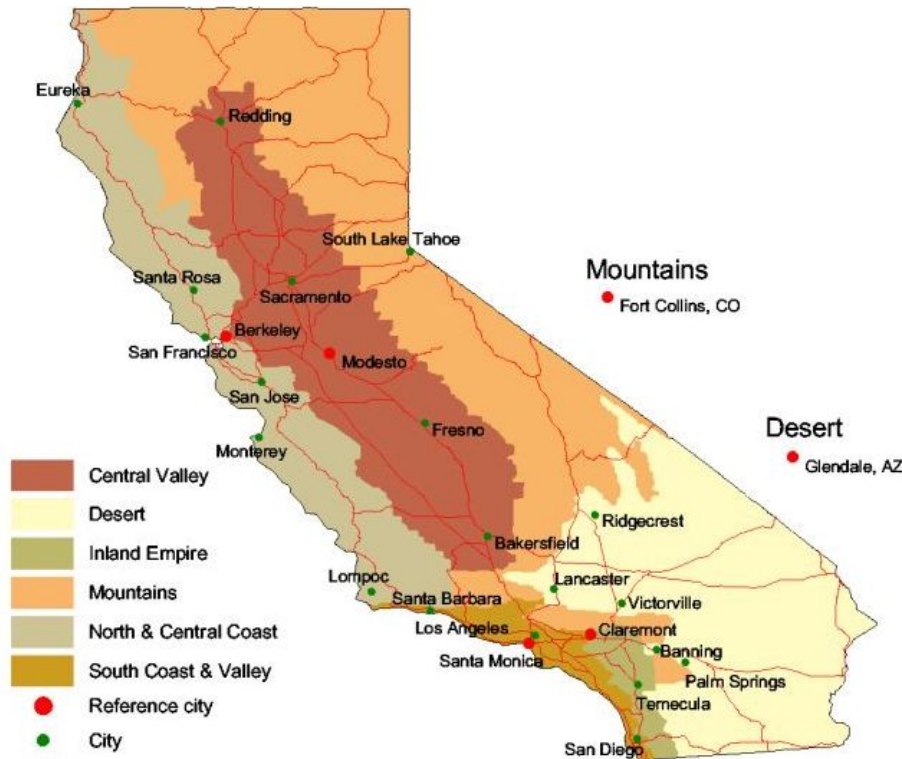 Eureka
Redding
South Lake Tahoe
Mountains
Santa Rosa
Sacramento
Fort Collins, CO
Berkeley
San Francisco
Modesto
San Jose
Fresno
Desert
Monterey
Glendale, AZ
Central Valley
Desert
Ridgecrest
Inland Empire
Bakersfield
Mountains
Lompoc
Lancaster
Santa Barbara
Victorville
North & Central Coast
Los Angeles
Claremont
Santa Monica
Banning
South Coast & Valley
Palm Springs
Temecula
Reference city
City
San Diego